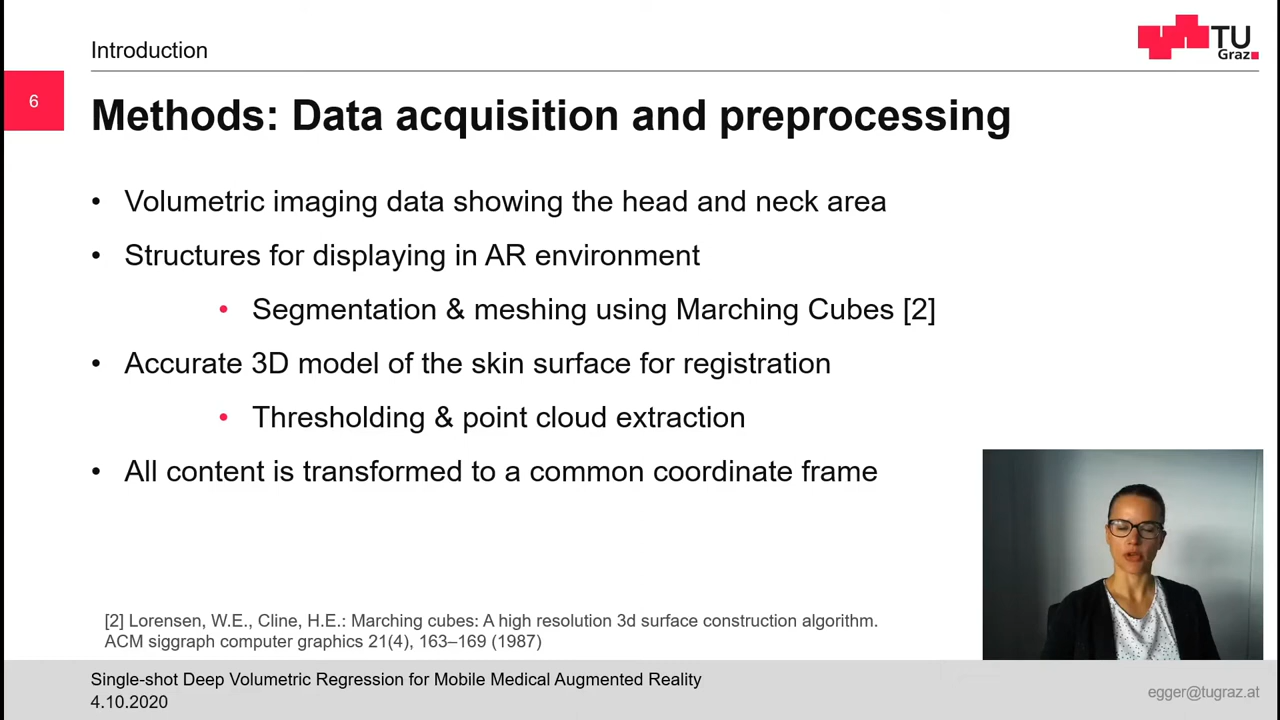 Introduction
TU
Graz
6
Methods: Data acquisition and preprocessing
• Volumetric imaging data showing the head and neck area
• Structures for displaying in AR environment
• Segmentation & meshing using Marching Cubes [2]
• Accurate 3D model of the skin surface for registration
• Thresholding & point cloud extraction
• All content is transformed to a common coordinate frame
[2] Lorensen, W.E., Cline, H.E.: Marching cubes: A high resolution 3d surface construction algorithm.
ACM siggraph computer graphics 21(4), 163–169 (1987)
Single-shot Deep Volumetric Regression for Mobile Medical Augmented Reality
4.10.2020
egger@tugraz.at